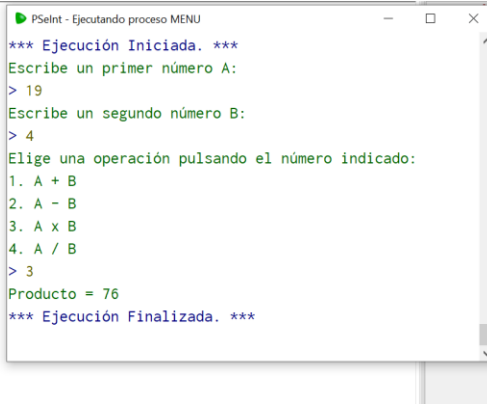 PSeInt - Ejecutando proceso MENU
*** Ejecución Iniciada. ***
Escribe un primer número A:
> 19
Escribe un segundo número B:
> 4
Elige una operación pulsando el número indicado:
1. A + B
2. A - B
3. A x B
4. A / B
> 3
Producto = 76
*** Ejecución Finalizada. ***